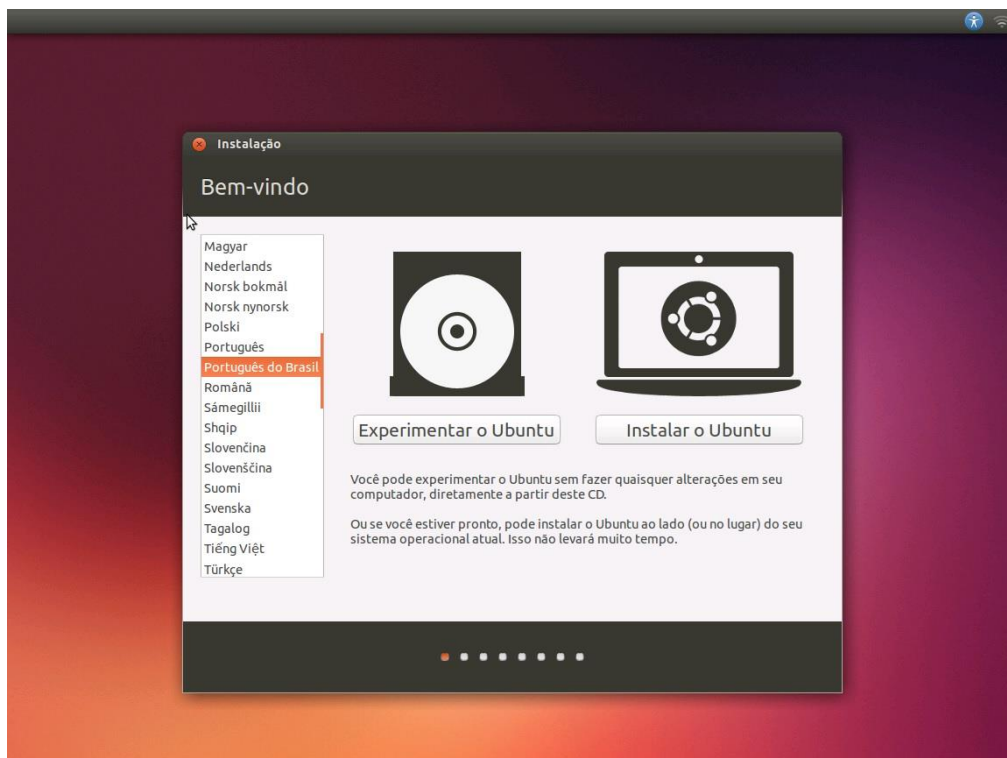 Instalação
Bem-vindo
Magyar
Nederlands
Norsk bokmål
Norsk nynorsk
Polski
Português
Português do Brasil
Română
Sámegillii
Shqip
Slovenčina
Slovenščina
Suomi
Svenska
Tagalog
Tiếng Việt
Türkçe
Experimentar o Ubuntu
Instalar o Ubuntu
Você pode experimentar o Ubuntu sem fazer quaisquer alterações em seu
computador, diretamente a partir deste CD.
Ou se você estiver pronto, pode instalar o Ubuntu ao lado (ou no lugar) do seu
sistema operacional atual. Isso não levará muito tempo.